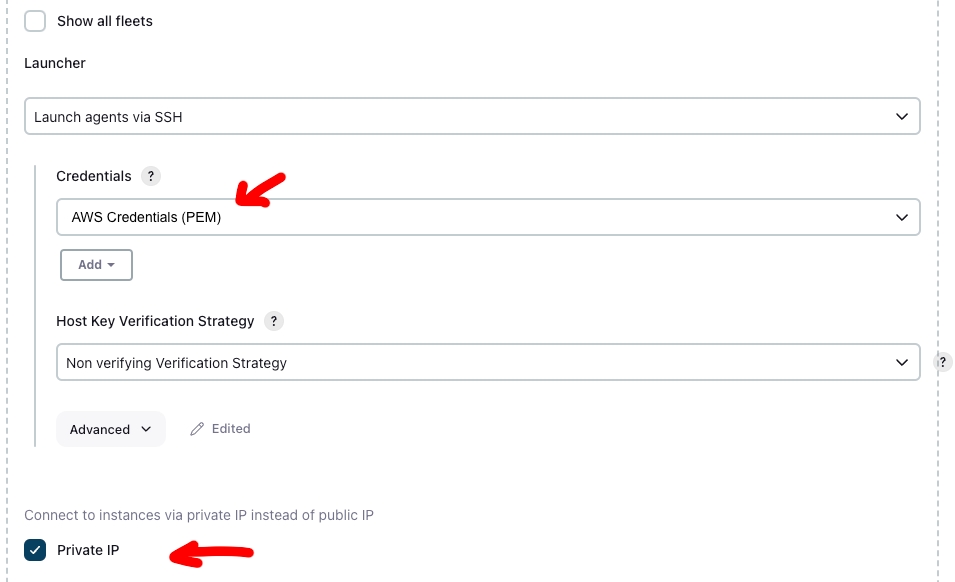 Show all fleets
Launcher
Launch agents via SSH
Credentials ?
AWS Credentials (PEM)
Add
Host Key Verification Strategy ?
Non verifying Verification Strategy
?
Advanced
Edited
Connect to instances via private IP instead of public IP
Private IP